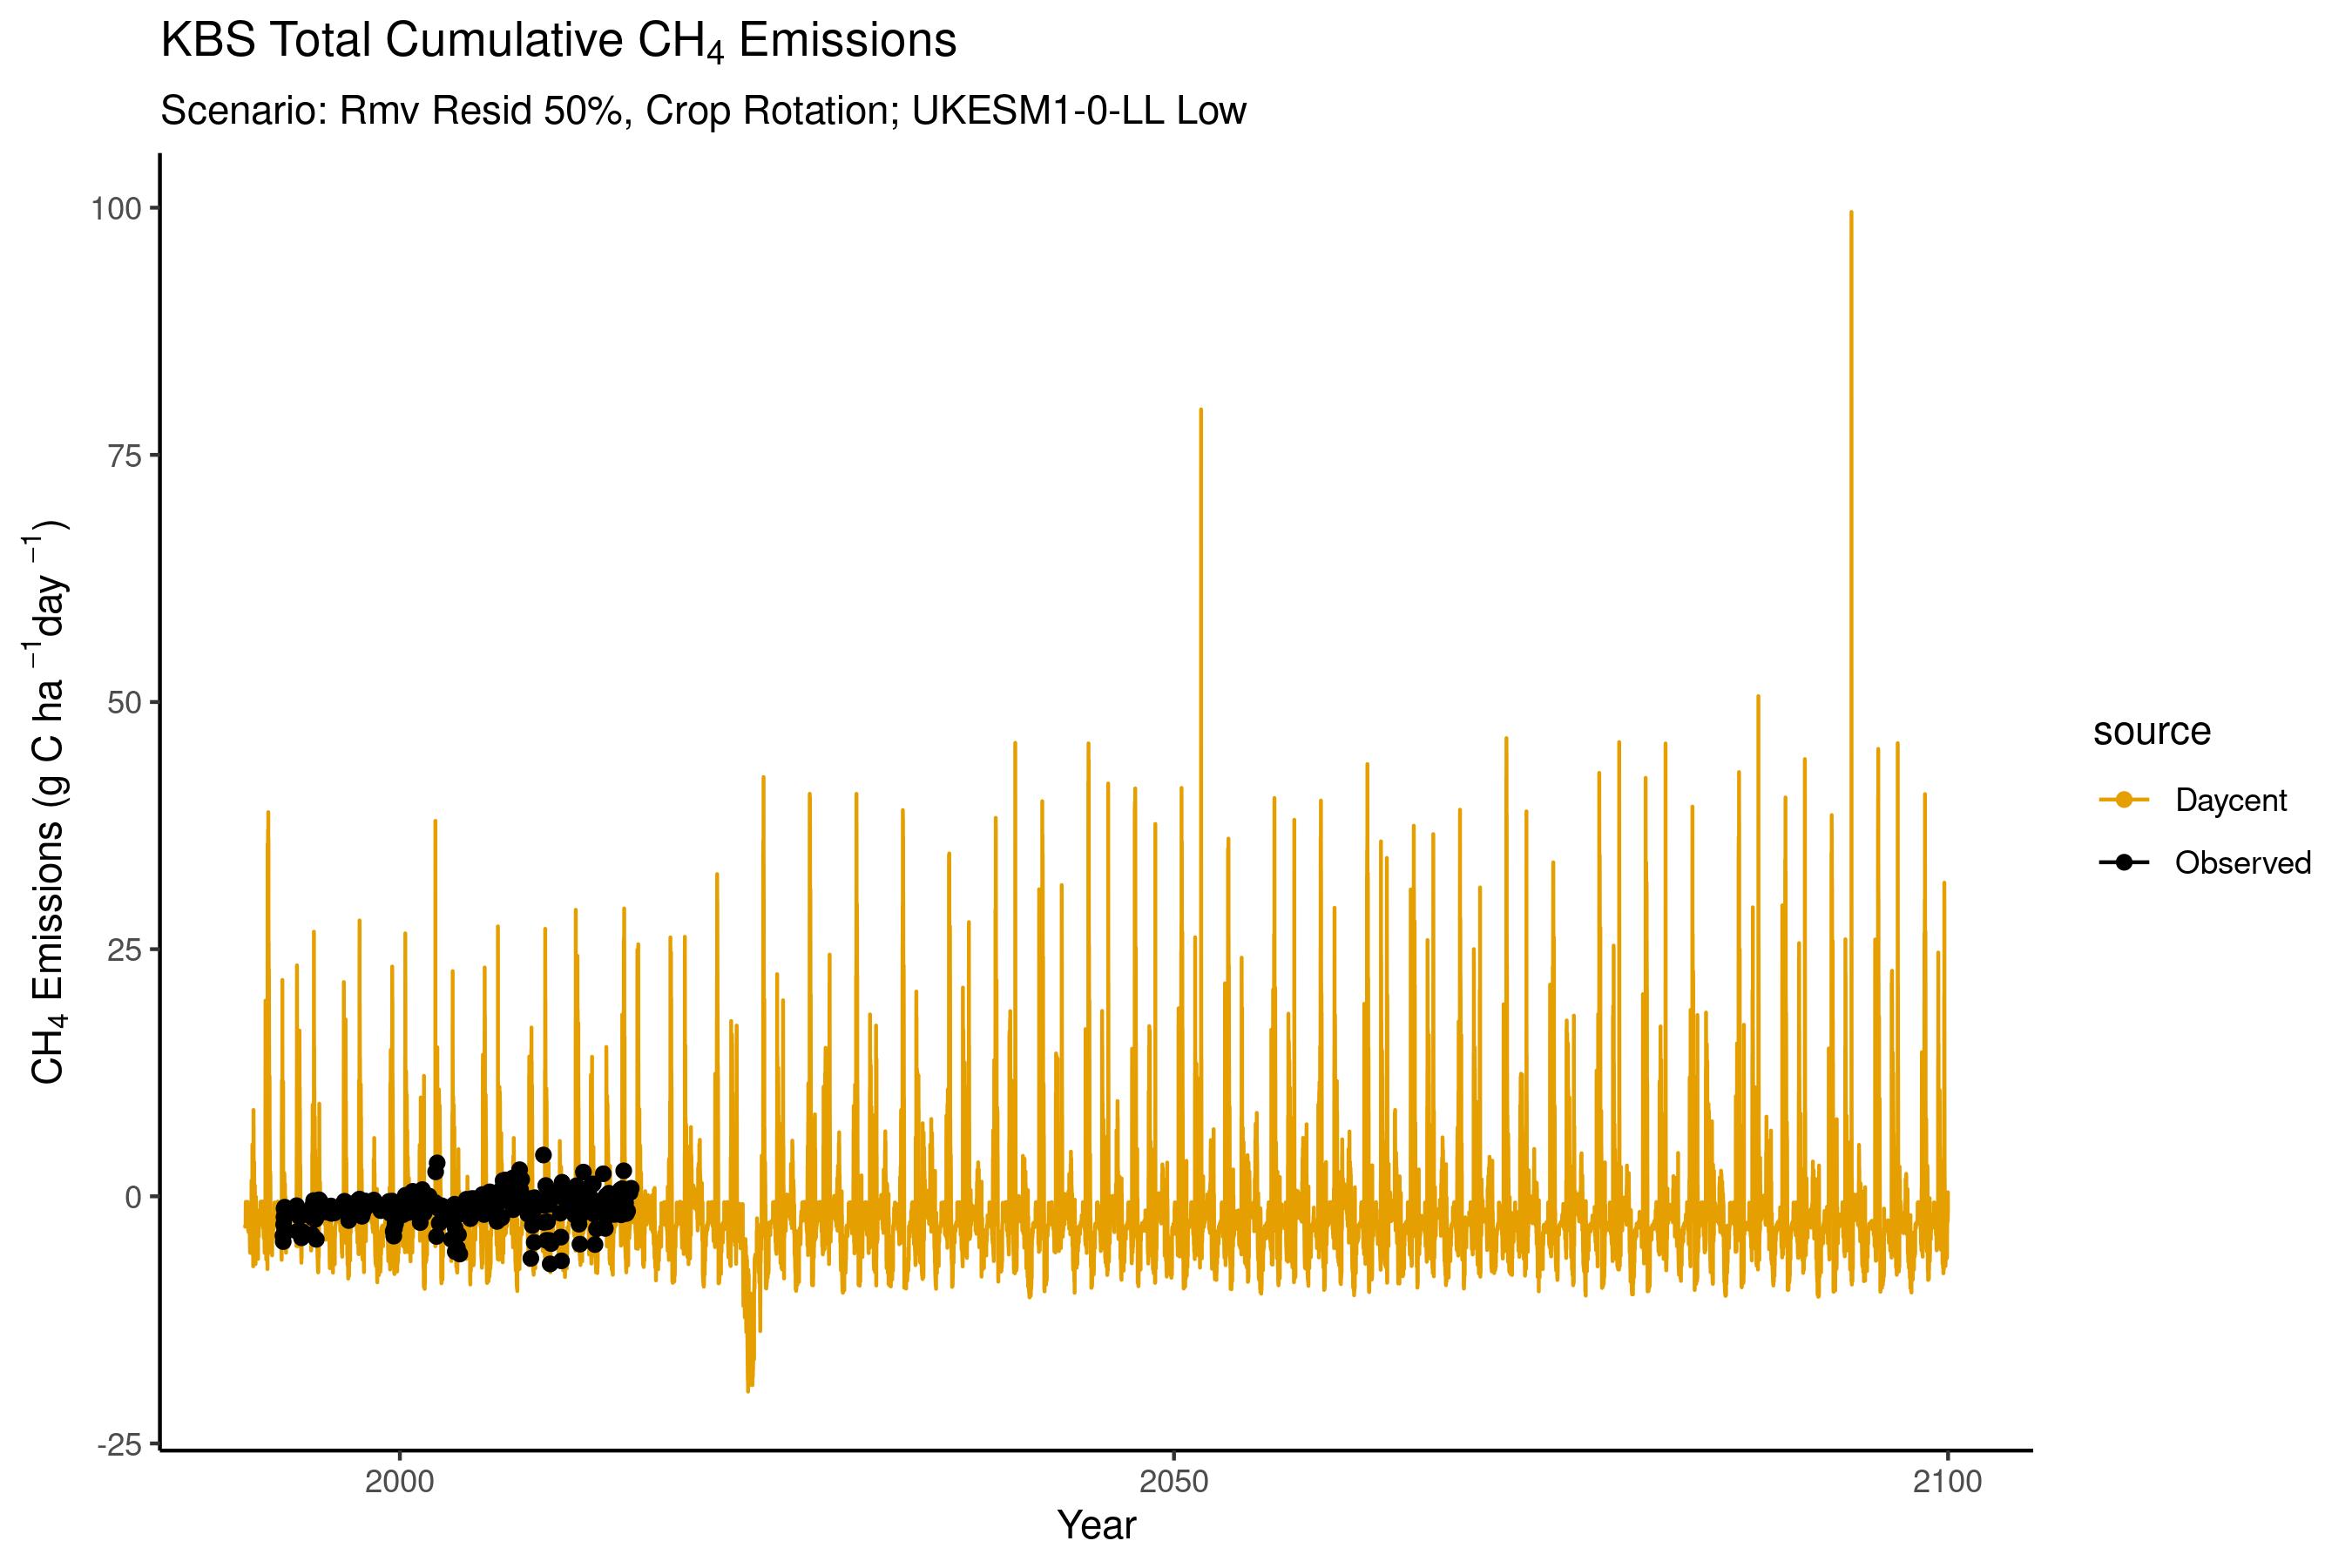 KBS Total Cumulative CH₄ Emissions
Scenario: Rmv Resid 50%, Crop Rotation; UKESM1-0-LL Low
CH₄ Emissions (g C ha ⁻¹day ⁻¹)
100
75
50
25
0
-25
2000
2050
2100
Year
source
Daycent
Observed